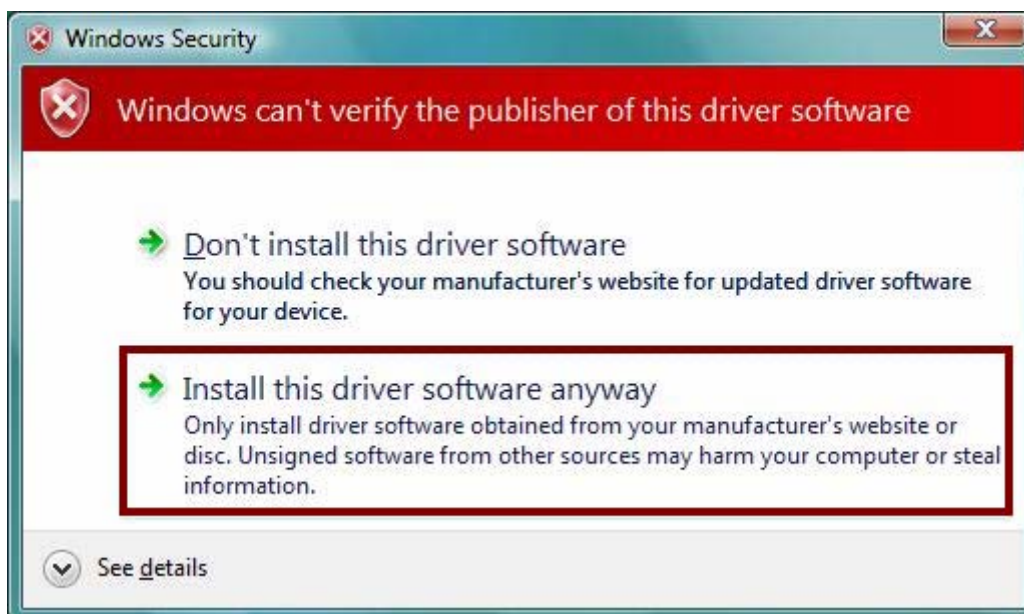 Windows Security
Windows can't verify the publisher of this driver software
Don't install this driver software
You should check your manufacturer's website for updated driver software
for your device.
Install this driver software anyway
Only install driver software obtained from your manufacturer's website or
disc. Unsigned software from other sources may harm your computer or steal
information.
See details